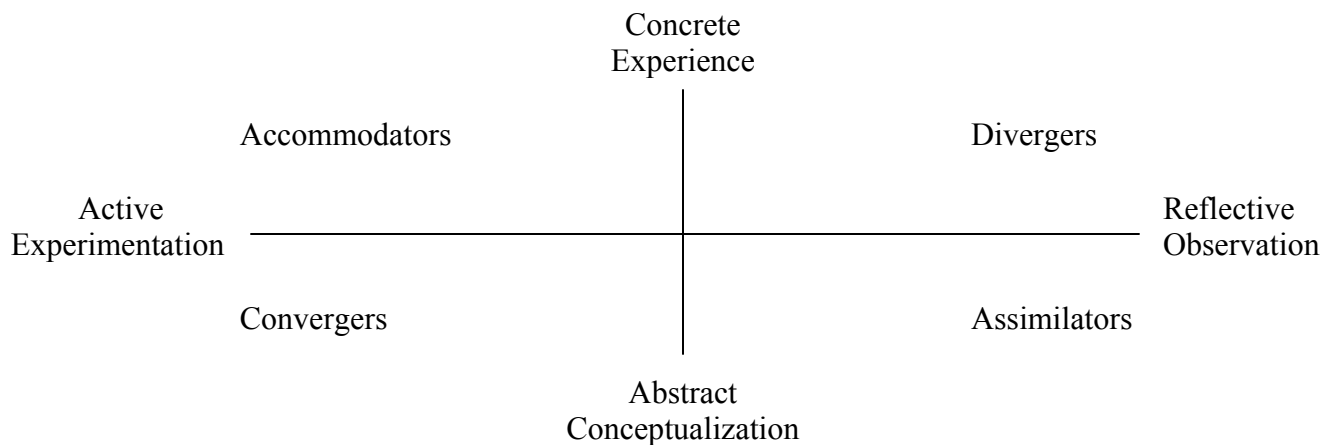 Concrete
Experience
Accommodators
Divergers
Active
Experimentation
Reflective
Observation
Convergers
Assimilators
Abstract
Conceptualization